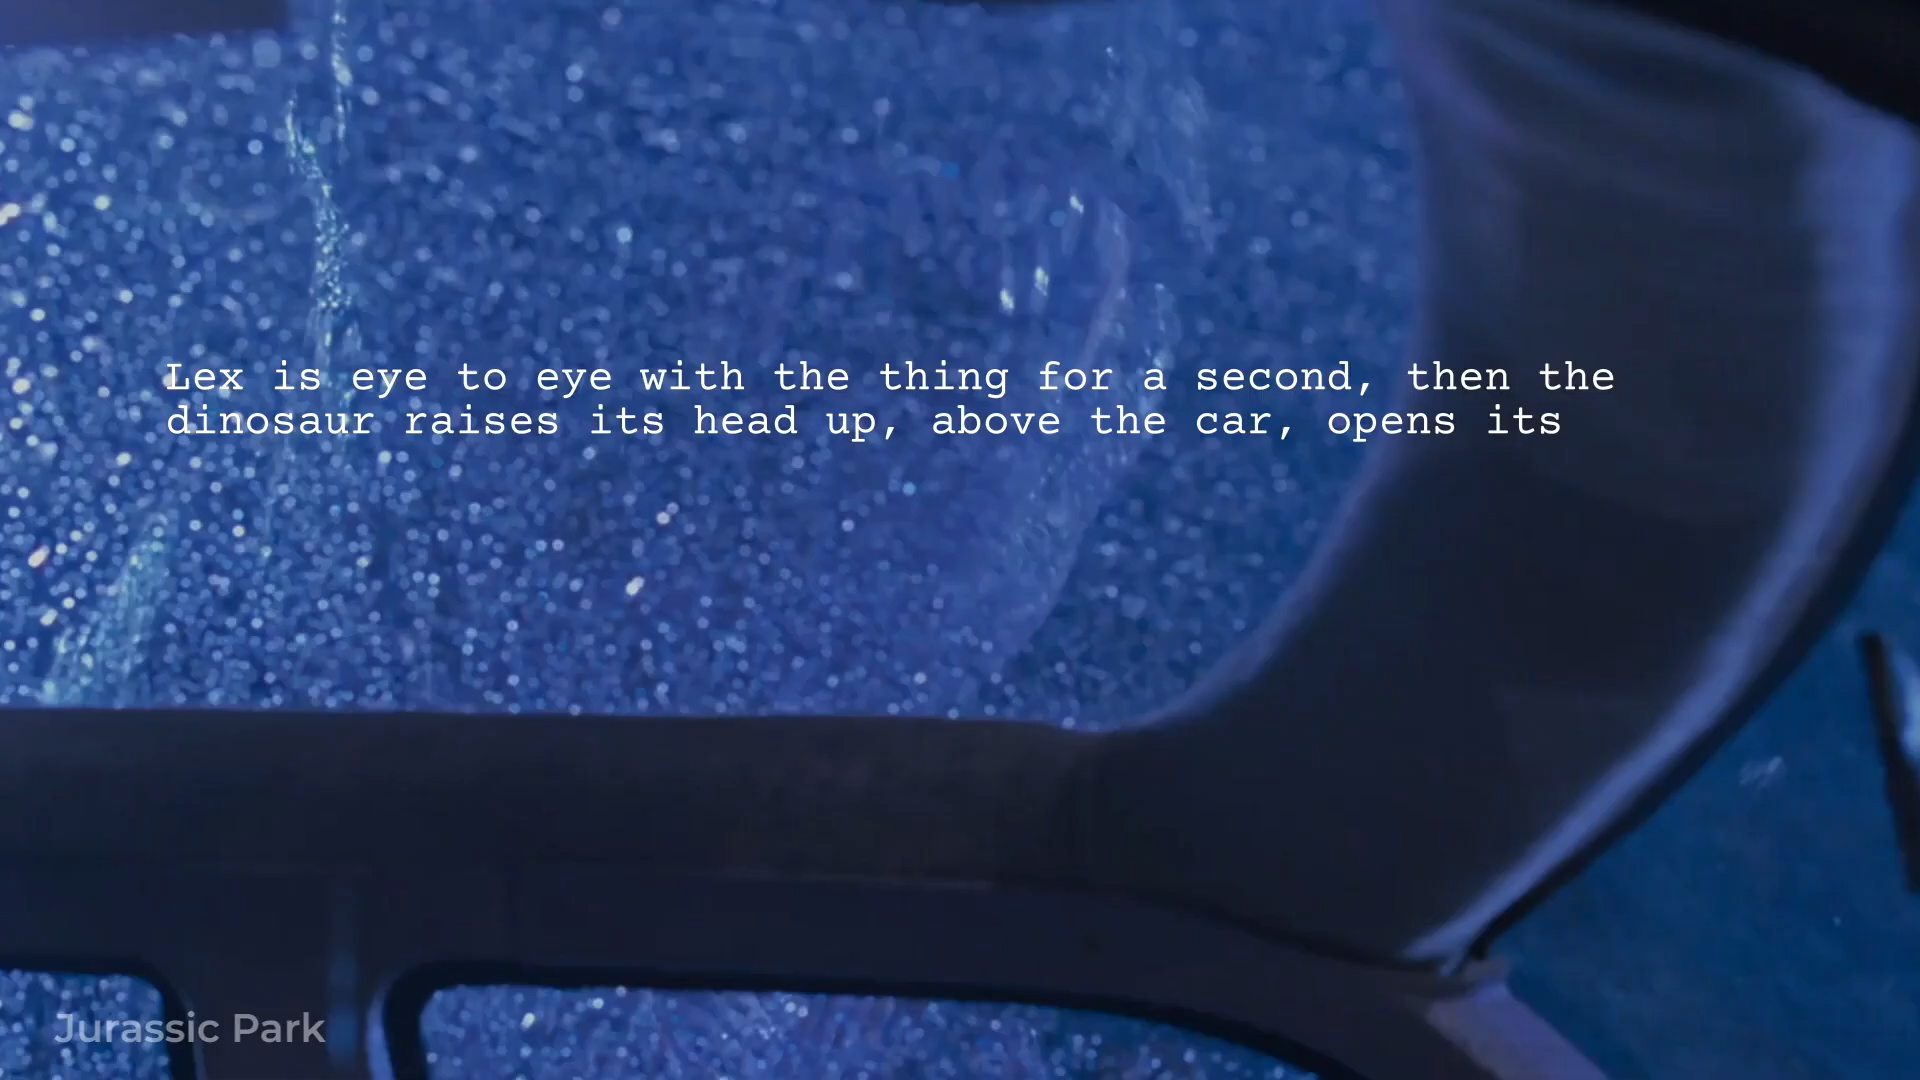 Lex is eye to eye with the thing for a second, then the
dinosaur raises its head up, above the car, opens its
Jurassic Park